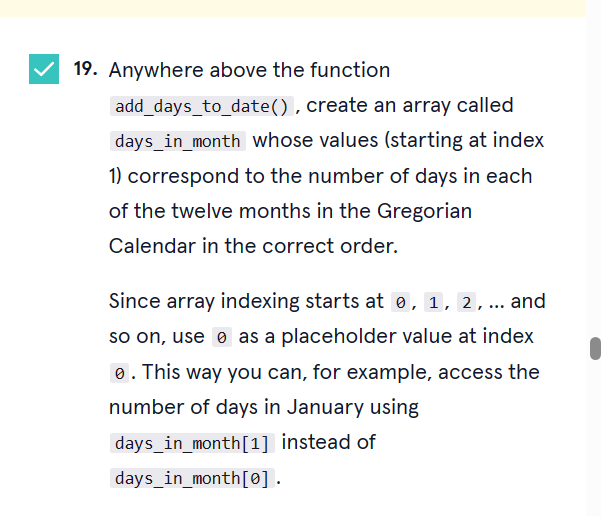 19. Anywhere above the function
add_days_to_date(), create an array called
days_in_month whose values (starting at index
1) correspond to the number of days in each
of the twelve months in the Gregorian
Calendar in the correct order.
Since array indexing starts at 0, 1, 2, ... and
so on, use 0 as a placeholder value at index
0. This way you can, for example, access the
number of days in January using
days_in_month[1] instead of
days_in_month[0].